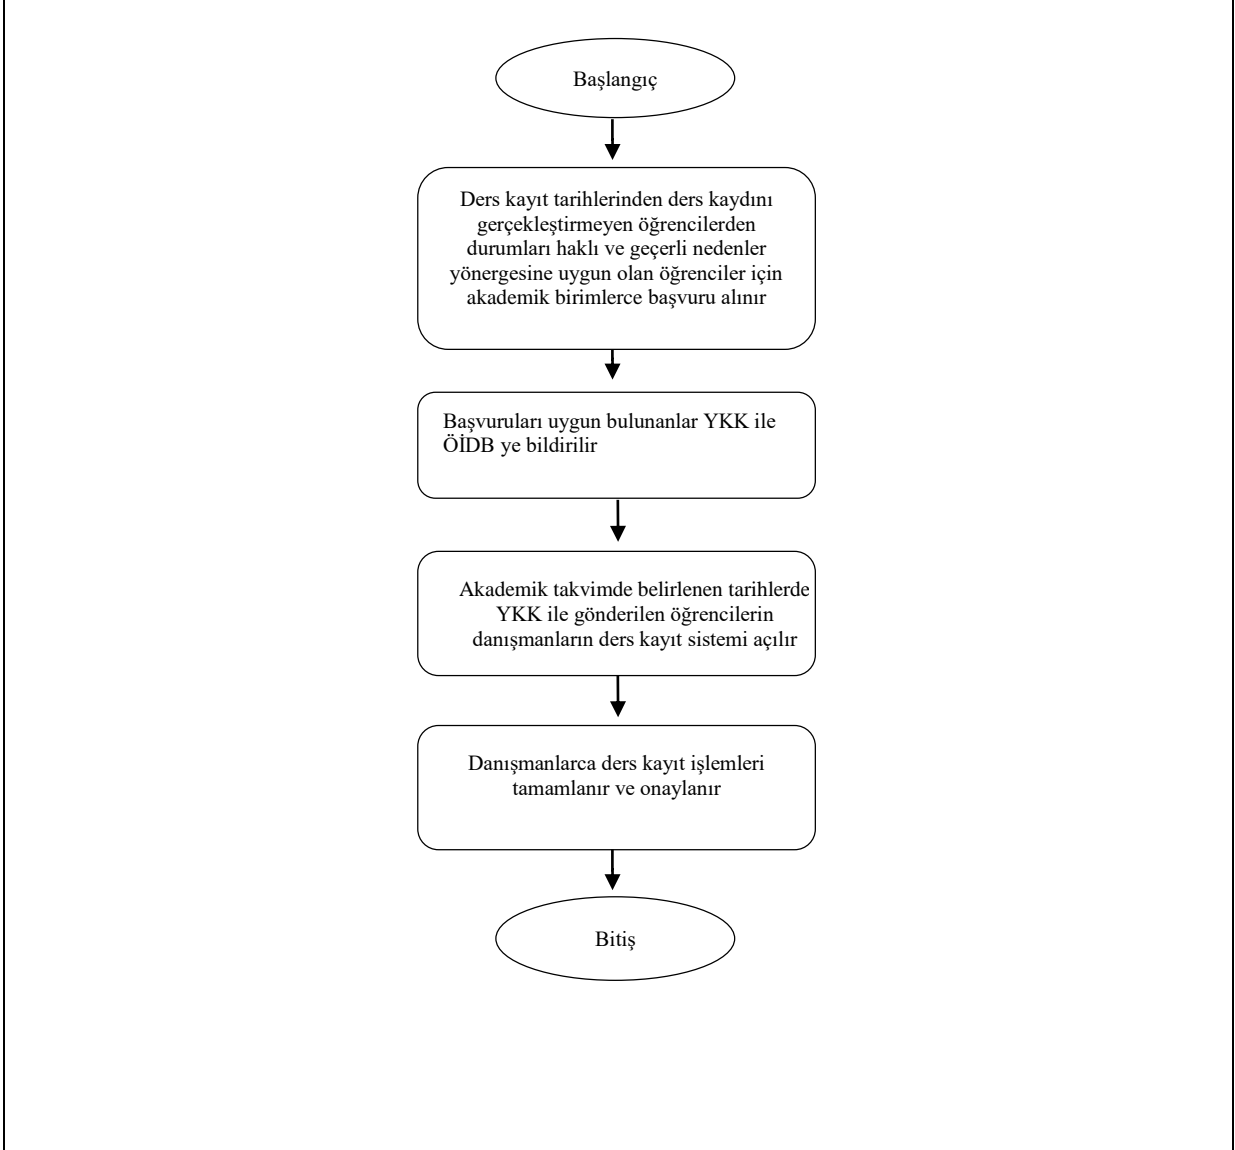 Başlangıç
Ders kayıt tarihlerinden ders kaydını
gerçekleştirmeyen öğrencilerden
durumları haklı ve geçerli nedenler
yönergesine uygun olan öğrenciler için
akademik birimlerce başvuru alınır
Başvuruları uygun bulunanlar YKK ile
ÖİDB ye bildirilir
Akademik takvimde belirlenen tarihlerde
YKK ile gönderilen öğrencilerin
danışmanların ders kayıt sistemi açılır
Danışmanlarca ders kayıt işlemleri
tamamlanır ve onaylanır
Bitiş